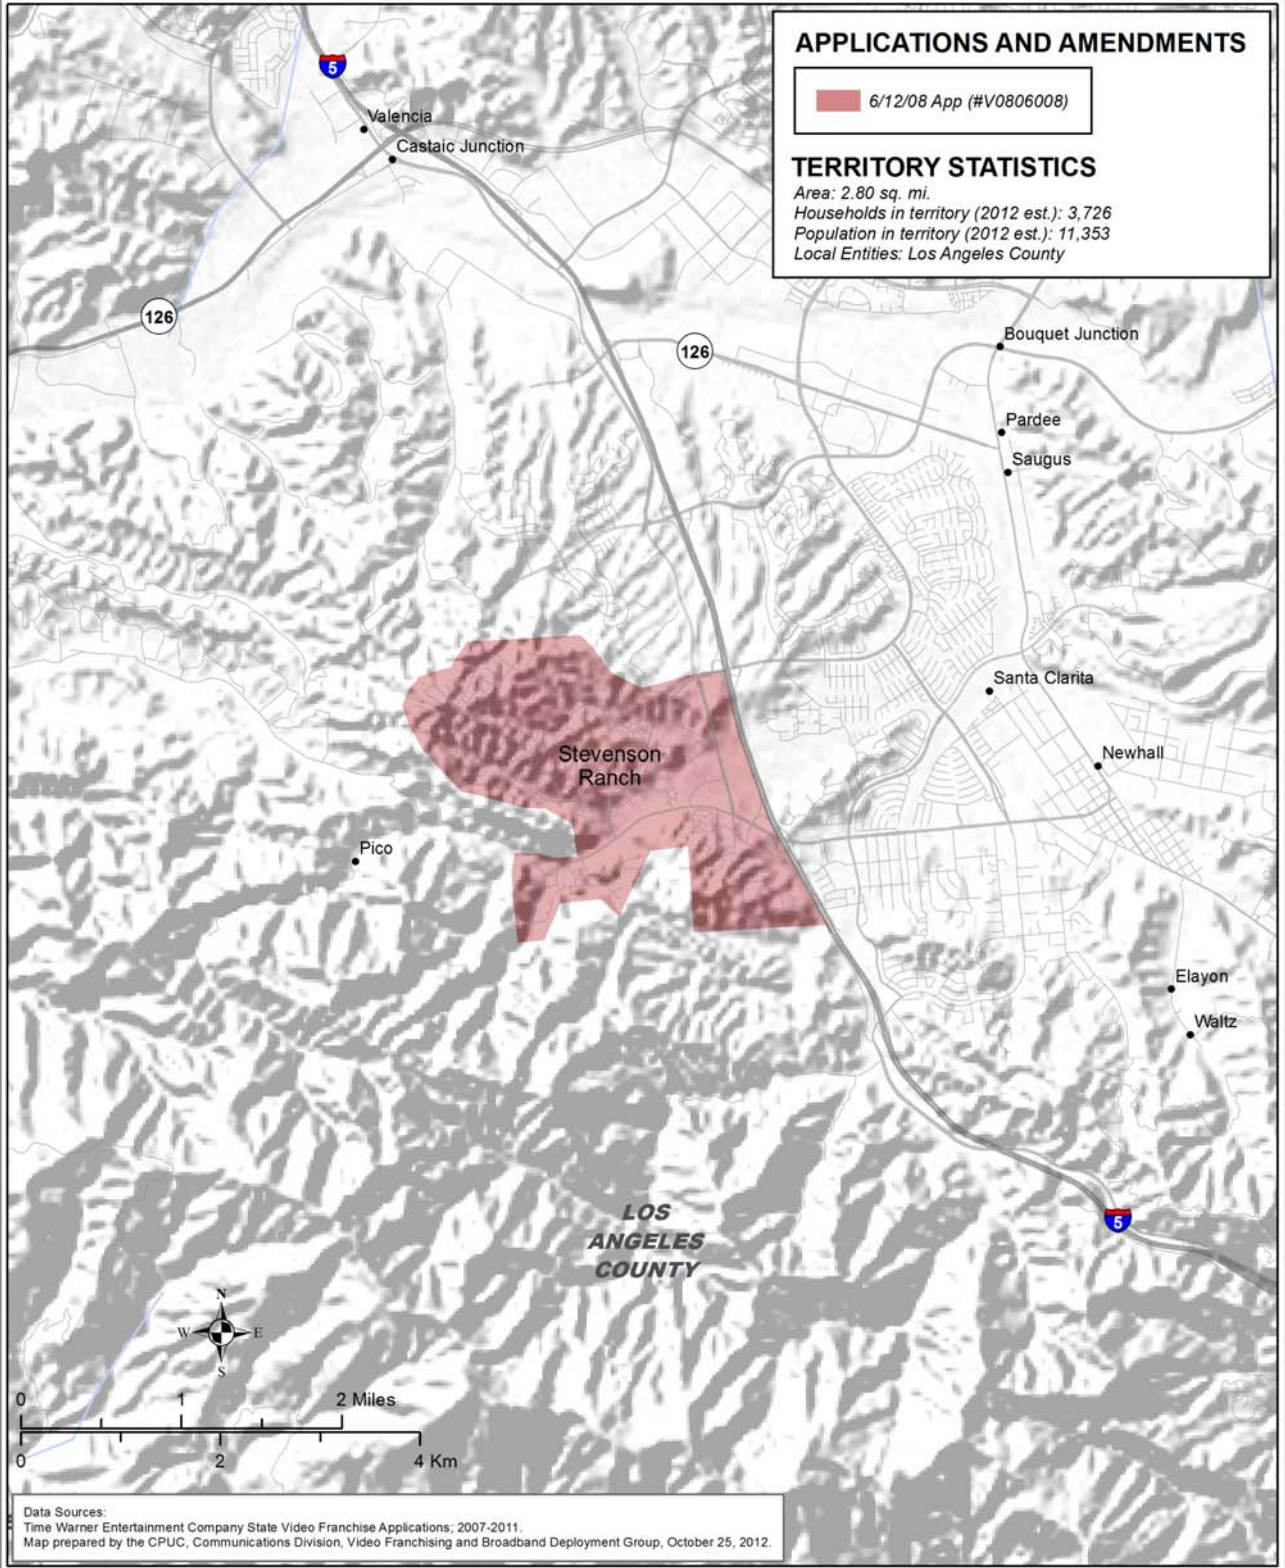 APPLICATIONS AND AMENDMENTS
6/12/08 App (#V0806008)
TERRITORY STATISTICS
Area: 2.80 sq. mi.
Households in territory (2012 est.): 3,726
Population in territory (2012 est.): 11,353
Local Entities: Los Angeles County
5
Valencia
Castaic Junction
126
126
Bouquet Junction
Pardee
Saugus
Santa Clarita
Stevenson
Ranch
Newhall
Pico
Elayon
Waltz
5
LOS
ANGELES
COUNTY
N
W E
S
0 1 2 Miles
0 2 4 Km
Data Sources:
Time Warner Entertainment Company State Video Franchise Applications; 2007-2011.
Map prepared by the CPUC, Communications Division, Video Franchising and Broadband Deployment Group, October 25, 2012.